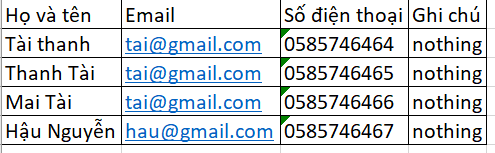 Họ và tên Email Số điện thoại Ghi chú
Tài thanh tai@gmail.com 0585746464 nothing
Thanh Tài tai@gmail.com 0585746465 nothing
Mai Tài tai@gmail.com 0585746466 nothing
Hậu Nguyễn hau@gmail.com 0585746467 nothing